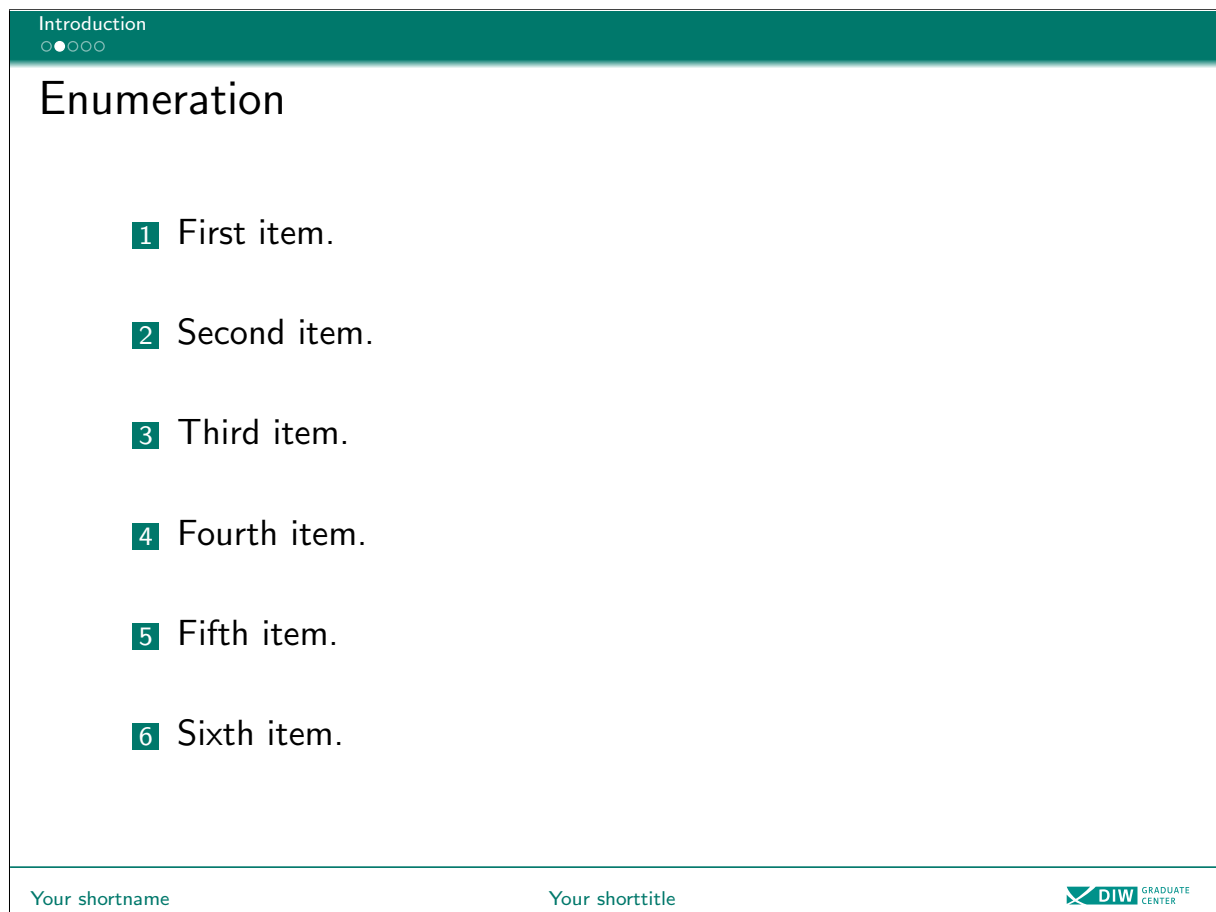 Introduction
Enumeration
1 First item.
2 Second item.
3 Third item.
4 Fourth item.
5 Fifth item.
6 Sixth item.
Your shortname
Your shorttitle
DIW GRADUATE
CENTER